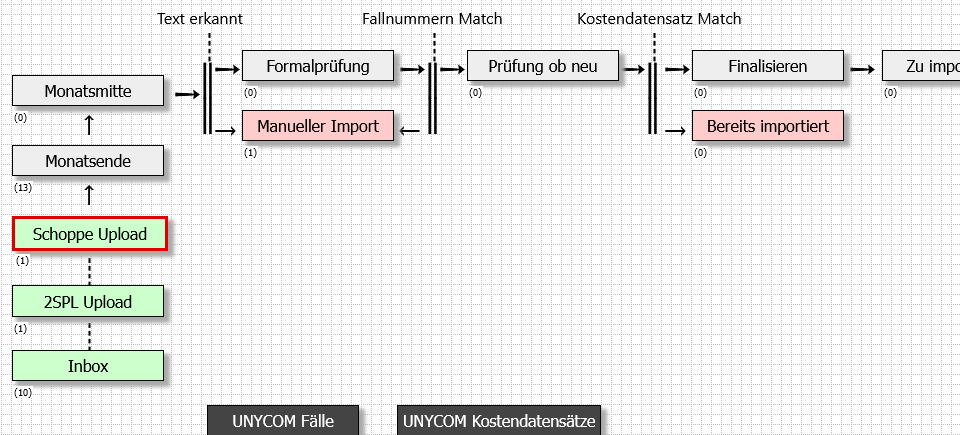 Text erkannt
Fallnummern Match
Kostendatensatz Match
Formalprüfung
(0)
Prüfung ob neu
(0)
Finalisieren
(0)
Zu impo
(0)
Monatsmitte
(0)
Manueller Import
(1)
Bereits importiert
(0)
Monatsende
(13)
Schoppe Upload
(1)
2SPL Upload
(1)
Inbox
(10)
UNYCOM Fälle
UNYCOM Kostendatensätze